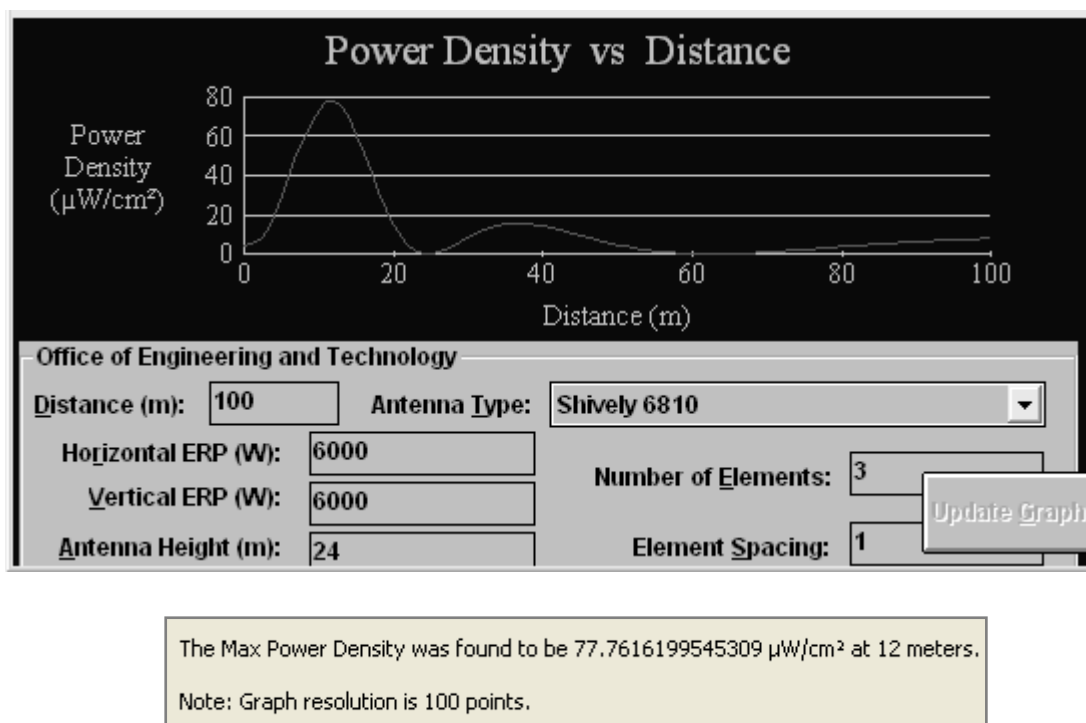 Power Density vs Distance
Power
Density
(µW/cm²)
80
60
40
20
0
0 20 40 60 80 100
Distance (m)
Office of Engineering and Technology
Distance (m): 100 Antenna Type: Shively 6810
Horizontal ERP (W): 6000
Number of Elements: 3
Vertical ERP (W): 6000
Update Graph
Antenna Height (m): 24 Element Spacing: 1
The Max Power Density was found to be 77.7616199545309 µW/cm² at 12 meters.
Note: Graph resolution is 100 points.